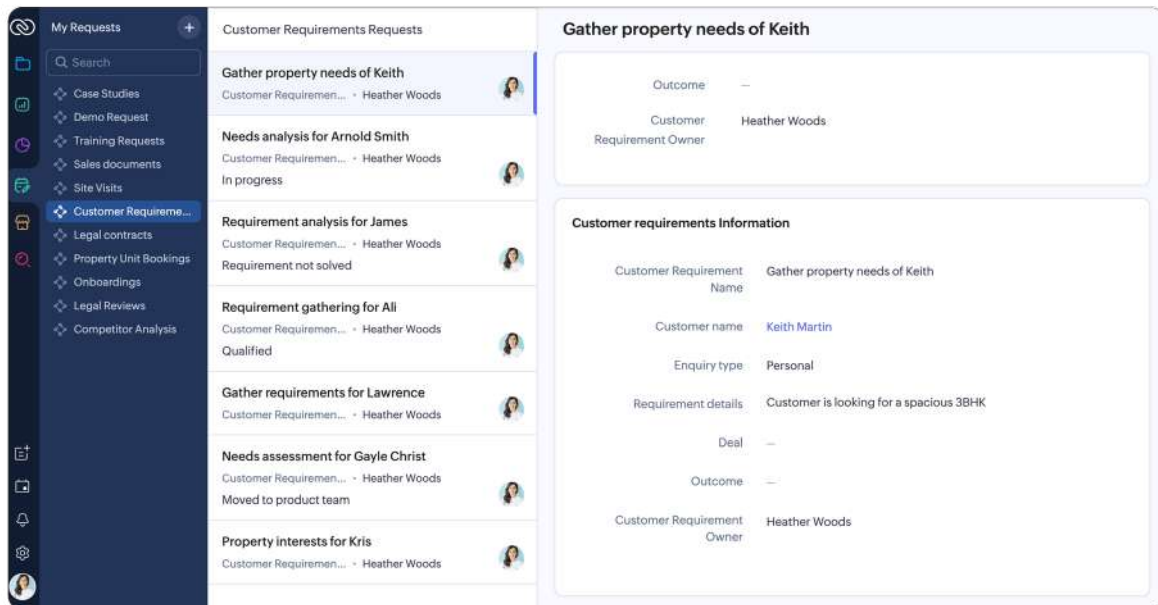 My Requests
+
Search
Case Studies
Demo Request
Training Requests
Sales documents
Site Visits
Customer Requireme...
Legal contracts
Property Unit Bookings
Onboardings
Legal Reviews
Competitor Analysis
Customer Requirements Requests
Gather property needs of Keith
Customer Requiremen... • Heather Woods
Needs analysis for Arnold Smith
Customer Requiremen... • Heather Woods
In progress
Requirement analysis for James
Customer Requiremen... • Heather Woods
Requirement not solved
Requirement gathering for Ali
Customer Requiremen... • Heather Woods
Qualified
Gather requirements for Lawrence
Customer Requiremen... • Heather Woods
Needs assessment for Gayle Christ
Customer Requiremen... • Heather Woods
Moved to product team
Property interests for Kris
Customer Requiremen... • Heather Woods
Gather property needs of Keith
Outcome —
Customer Heather Woods
Requirement Owner
Customer requirements Information
Customer Requirement Gather property needs of Keith
Name
Customer name Keith Martin
Enquiry type Personal
Requirement details Customer is looking for a spacious 3BHK
Deal —
Outcome —
Customer Requirement Heather Woods
Owner